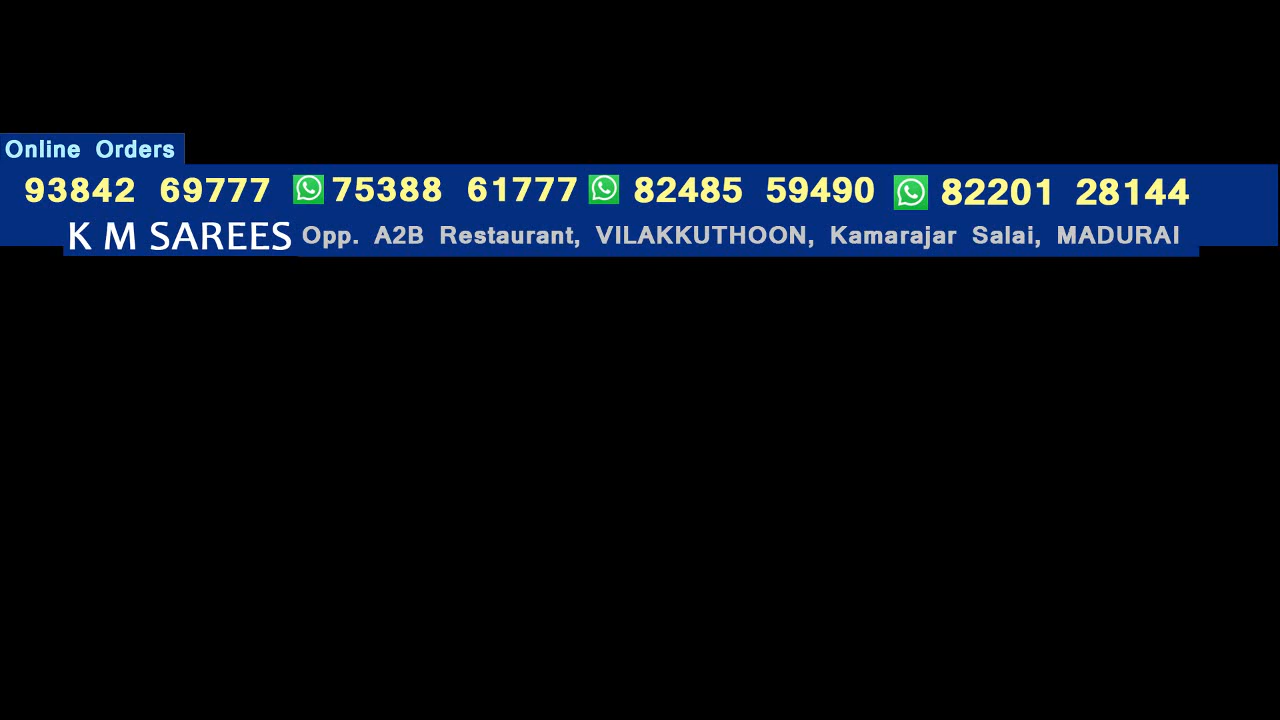 Online Orders
93842 69777 75388 61777 82485 59490 82201 28144
K M SAREES Opp. A2B Restaurant, VILAKKUTHOON, Kamarajar Salai, MADURAI